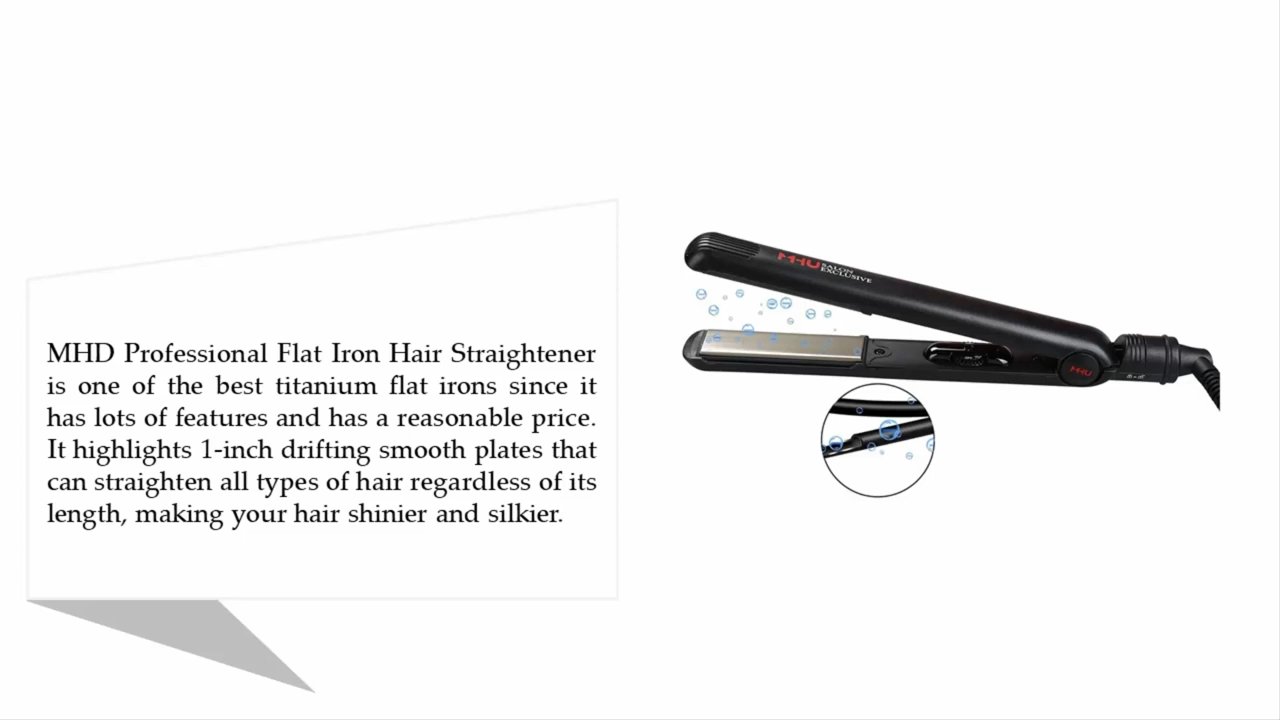 MHD Professional Flat Iron Hair Straightener
is one of the best titanium flat irons since it
has lots of features and has a reasonable price.
It highlights 1-inch drifting smooth plates that
can straighten all types of hair regardless of its
length, making your hair shinier and silkier.
MHU SALON
EXCLUSIVE
MHU